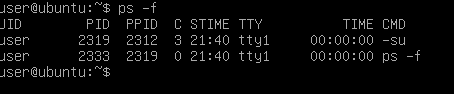 user@ubuntu:~$ ps -f
UID PID PPID C STIME TTY TIME CMD
user 2319 2312 3 21:40 tty1 00:00:00 -su
user 2333 2319 0 21:40 tty1 00:00:00 ps -f
user@ubuntu:~$